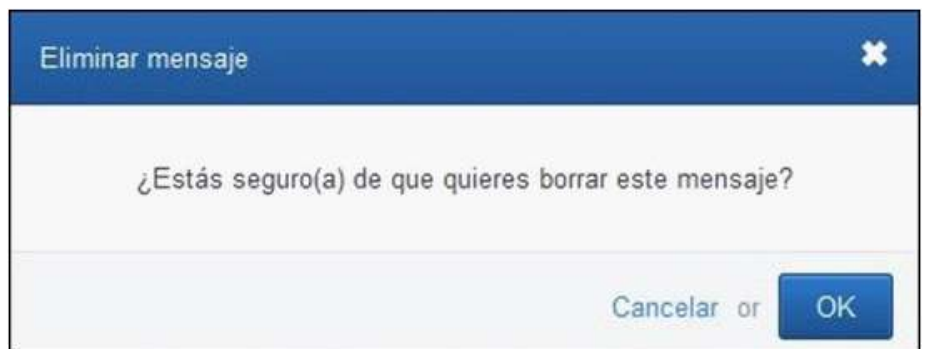 Eliminar mensaje
¿Estás seguro(a) de que quieres borrar este mensaje?
Cancelar or OK